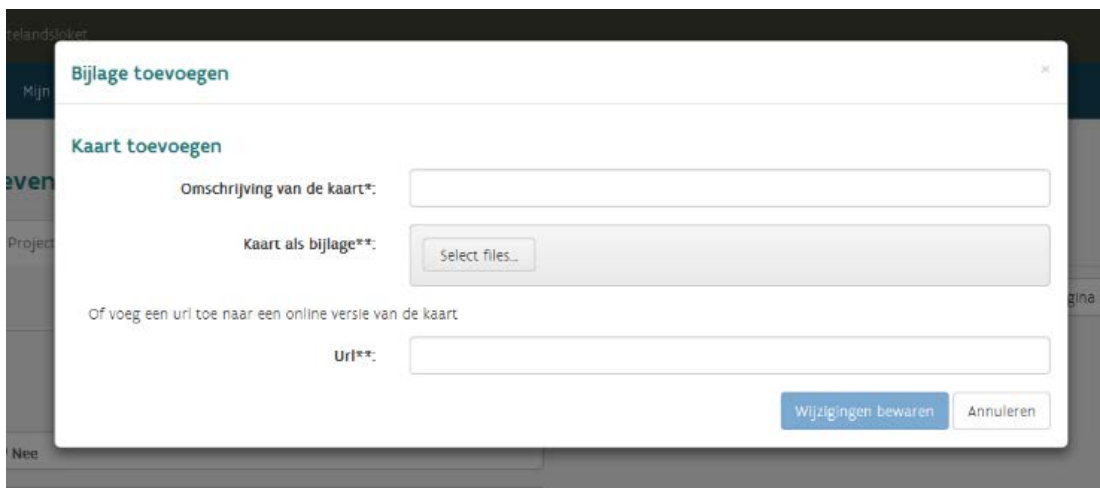 telandsloket
Mijn
Bijlage toevoegen
×
Kaart toevoegen
even
Omschrijving van de kaart*:
Project
Kaart als bijlage**:
Select files...
gina
Of voeg een url toe naar een online versie van de kaart
Url**:
Wijzigingen bewaren
Annuleren
Nee